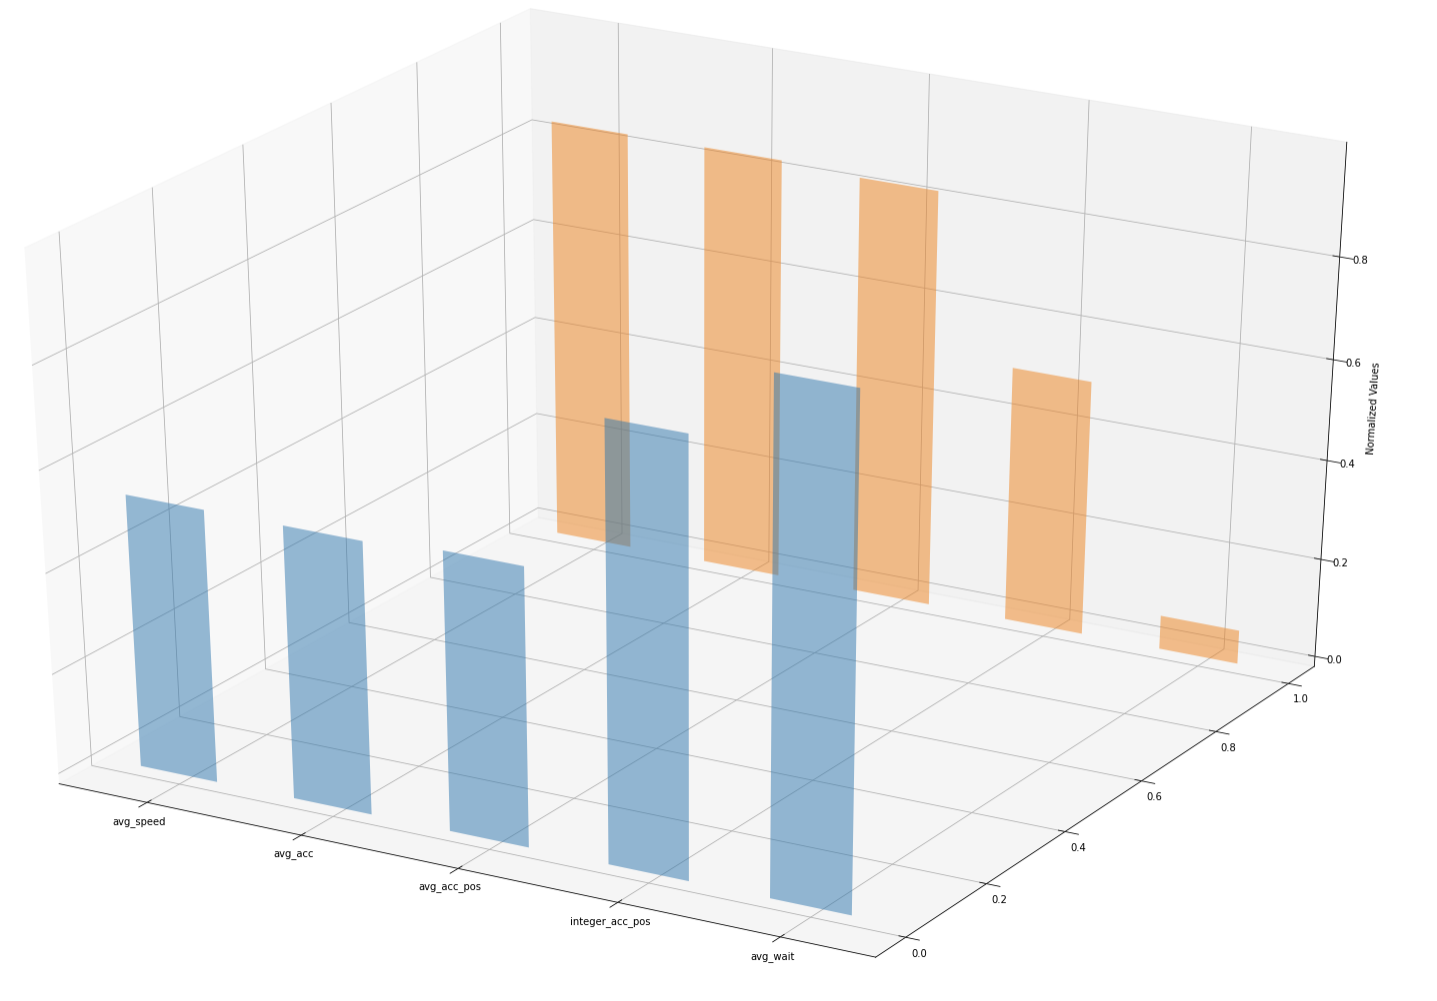 0.8
0.6
Normalized Values
0.4
0.2
0.0
1.0
0.8
0.6
0.4
0.2
0.0
avg_speed
avg_acc
avg_acc_pos
integer_acc_pos
avg_wait